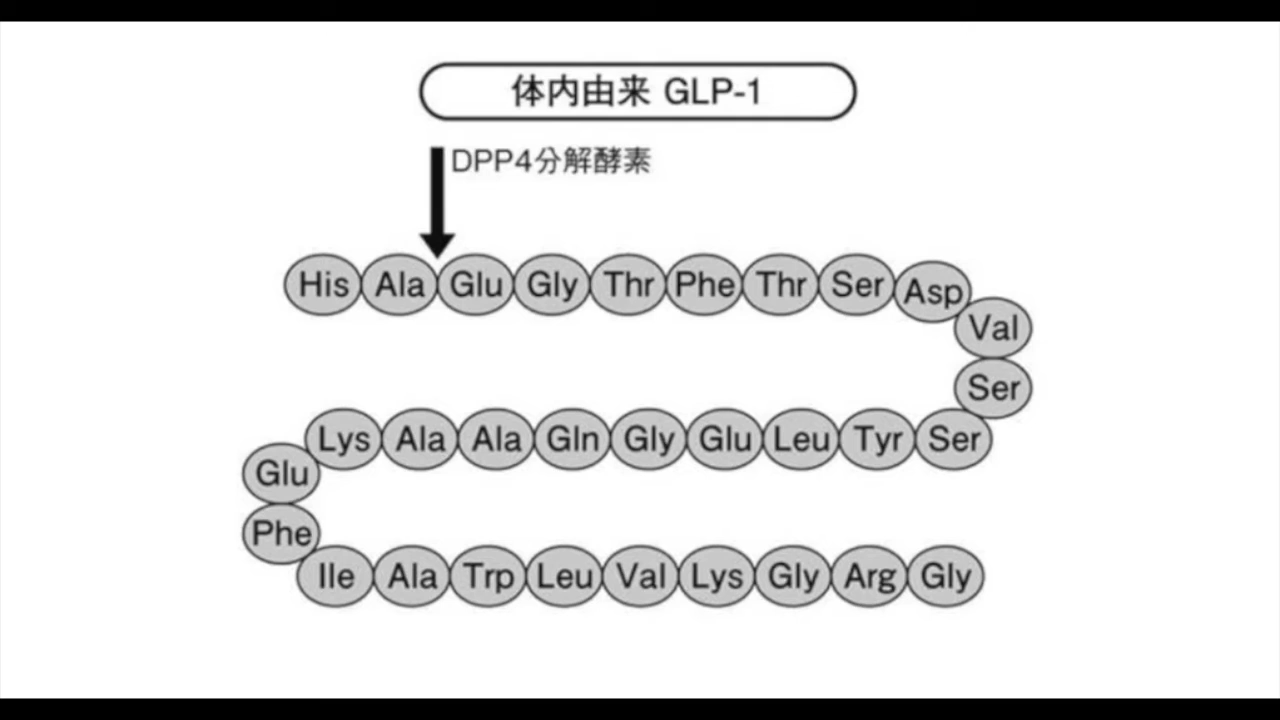 体内由来 GLP-1
DPP4分解酵素
His Ala Glu Gly Thr Phe Thr Ser Asp
Val
Ser
Lys Ala Ala Gln Gly Glu Leu Tyr Ser
Glu
Phe
Ile Ala Trp Leu Val Lys Gly Arg Gly